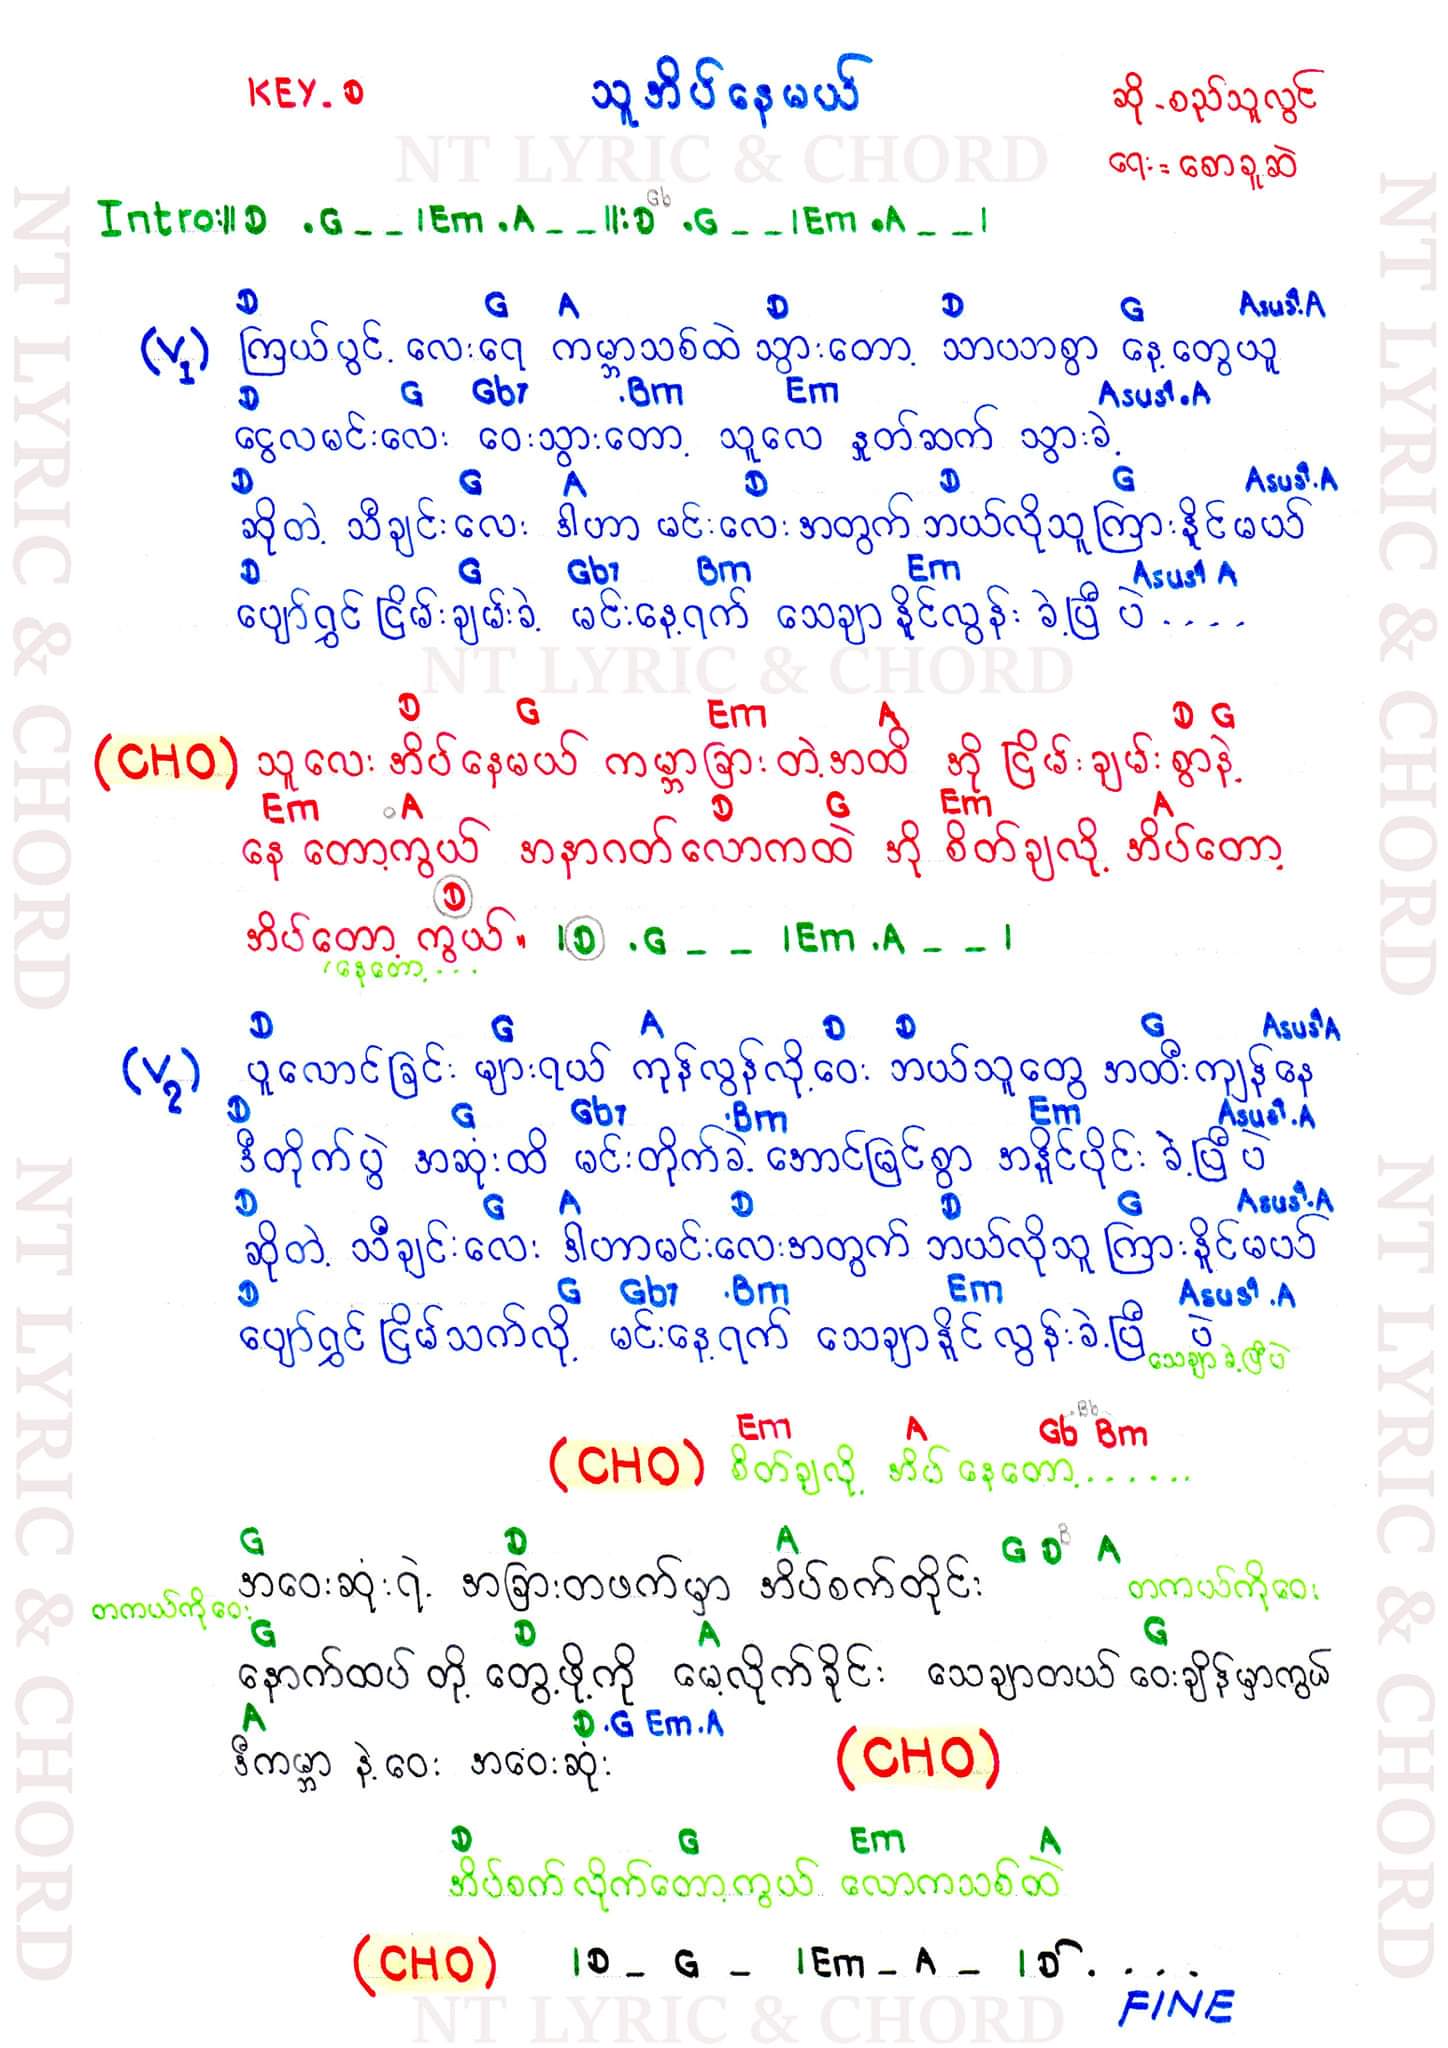 KEY_D
သူအိပ်နေမယ်
ဆို - စည်သူလွင်
ရေး = စောခူဆဲ
NT LYRIC & CHORD
Intro:|| D .G _ _ |Em .A _ _ ||:D Gb .G _ _ |Em .A _ _ |
D G A D D G Asus4.A
(V1) ကြယ်ပွင့်လေးရေ ကမ္ဘာသစ်ထဲ သွားတော့ သာယာစွာ နေ့တွေယူ
D G Gb7 .Bm Em Asus4.A
ငွေလမင်းလေး ဝေးသွားတော့ သူလေ နှုတ်ဆက် သွားခဲ့
D G A D D G Asus4.A
ဆိုတဲ့ သီချင်းလေး ဒါဟာ မင်းလေးအတွက် ဘယ်လိုသူကြားနိုင်မယ်
D G Gb7 Bm Em Asus4 A
ပျော်ရွှင်ငြိမ်းချမ်းခဲ့ မင်းနေ့ရက် သေချာနိုင်လွန်းခဲ့ပြီ ပဲ ....
NT LYRIC & CHORD
D G Em A D G
(CHO) သူလေးအိပ်နေမယ် ကမ္ဘာခြားတဲ့အထိ အို ငြိမ်းချမ်းစွာနဲ့
Em A D G Em A
နေတော့ကွယ် အနာဂတ်လောကထဲ အို စိတ်ချလို့ အိပ်တော့
D
အိပ်တော့ကွယ်။ |D .G _ _ |Em .A _ _ |
(နေတော့ ...
D G A D D G Asus4A
(V2) ပူလောင်ခြင်း များရယ် ကုန်လွန်လို့ဝေး ဘယ်သူတွေ အထီးကျန်နေ
D G Gb7 .Bm Em Asus4.A
ဒီတိုက်ပွဲ အဆုံးထိ မင်းတိုက်ခဲ့ အောင်မြင်စွာ အနိုင်ပိုင်းခဲ့ပြီပဲ
D G A D D G Asus4.A
ဆိုတဲ့ သီချင်းလေး ဒါဟာမင်းလေးအတွက် ဘယ်လိုသူ ကြားနိုင်မယ်
D G Gb7 .Bm Em Asus4.A
ပျော်ရွှင်ငြိမ်သက်လို့ မင်းနေ့ရက် သေချာနိုင်လွန်းခဲ့ပြီ ပဲ
သေချာခဲ့ပြီပဲ
Em A Gb .Bb Bm
(CHO) စိတ်ချလို့ အိပ်နေတော့ ......
G D A G D B A
အဝေးဆုံးရဲ့ အခြားတဖက်မှာ အိပ်စက်တိုင်း တကယ်ကိုဝေး
တကယ်ကိုဝေး
G D A G
နောက်ထပ်တို့ တွေ့ဖို့ကို မေ့လိုက်ခိုင်း သေချာတယ် ဝေးချိန်မှာကွယ်
A D .G Em.A
ဒီကမ္ဘာနဲ့ဝေး အဝေးဆုံး (CHO)
D G Em A
အိပ်စက်လိုက်တော့ကွယ် လောကသစ်ထဲ
(CHO) |D _ G _ |Em _ A _ |D ....
FINE
NT LYRIC & CHORD
NT LYRIC & CHORD
NT LYRIC & CHORD
NT LYRIC & CHORD
NT LYRIC & CHORD